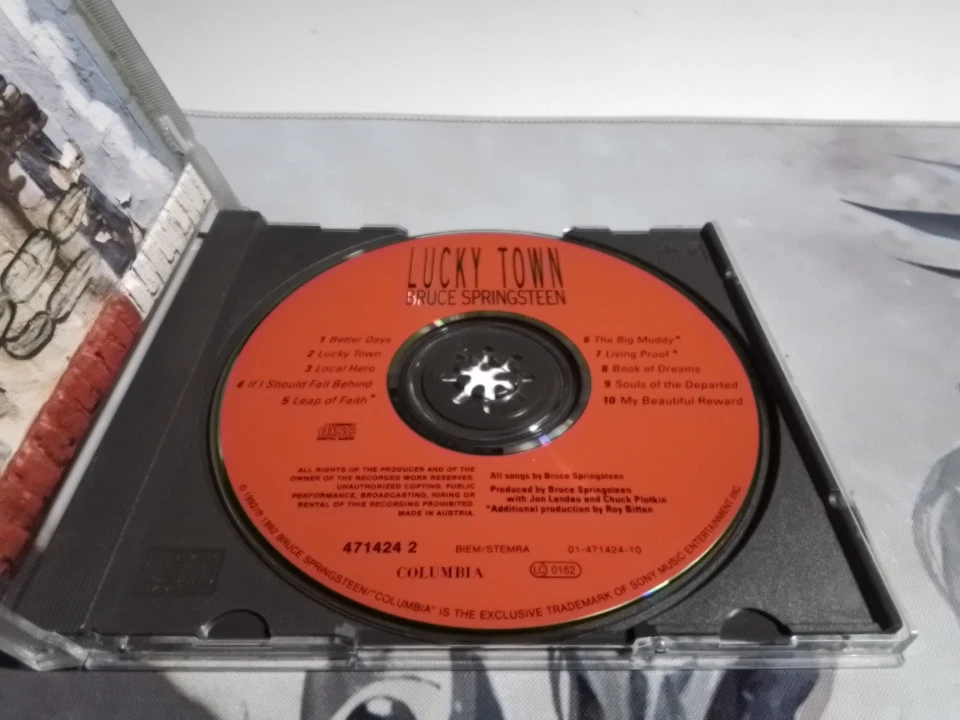 LUCKY TOWN
BRUCE SPRINGSTEEN
1 Better Days
2 Lucky Town
3 Local Hero
4 If I Should Fall Behind
5 Leap of Faith*
6 The Big Muddy*
7 Living Proof*
8 Book of Dreams
9 Souls of the Departed
10 My Beautiful Reward
disc
DIGITAL AUDIO
ALL RIGHTS OF THE PRODUCER AND OF THE
OWNER OF THE RECORDED WORK RESERVED.
UNAUTHORIZED COPYING, PUBLIC
PERFORMANCE, BROADCASTING, HIRING OR
RENTAL OF THIS RECORDING PROHIBITED.
MADE IN AUSTRIA.
All songs by Bruce Springsteen
Produced by Bruce Springsteen
with Jon Landau and Chuck Plotkin
*Additional production by Roy Bittan
471424 2
BIEM/STEMRA
01-471424-10
COLUMBIA
LC 0162
© 1992/℗ 1992 BRUCE SPRINGSTEEN/"COLUMBIA" IS THE EXCLUSIVE TRADEMARK OF SONY MUSIC ENTERTAINMENT INC.